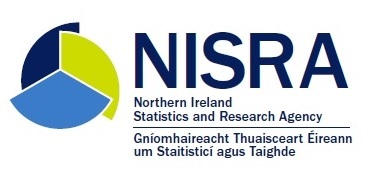 NISRA
Northern Ireland
Statistics and Research Agency
Gníomhaireacht Thuaisceart Éireann
um Staitisticí agus Taighde